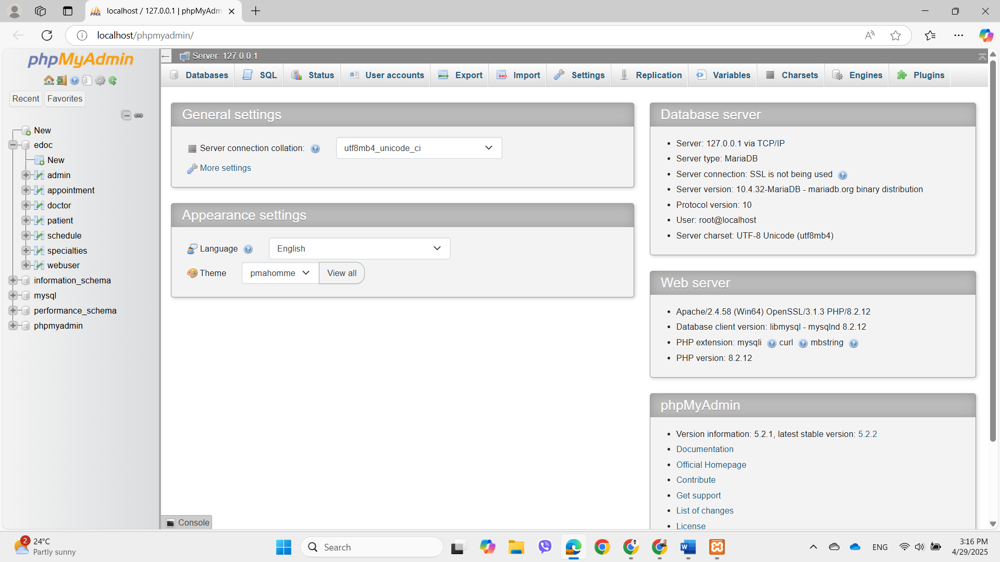 localhost / 127.0.0.1 | phpMyAdm
localhost/phpmyadmin/
phpMyAdmin
Recent
Favorites
New
edoc
New
admin
appointment
doctor
patient
schedule
specialties
webuser
information_schema
mysql
performance_schema
phpmyadmin
Server: 127.0.0.1
Databases
SQL
Status
User accounts
Export
Import
Settings
Replication
Variables
Charsets
Engines
Plugins
General settings
Server connection collation:
utf8mb4_unicode_ci
More settings
Appearance settings
Language
English
Theme
pmahomme
View all
Database server
Server: 127.0.0.1 via TCP/IP
Server type: MariaDB
Server connection: SSL is not being used
Server version: 10.4.32-MariaDB - mariadb.org binary distribution
Protocol version: 10
User: root@localhost
Server charset: UTF-8 Unicode (utf8mb4)
Web server
Apache/2.4.58 (Win64) OpenSSL/3.1.3 PHP/8.2.12
Database client version: libmysql - mysqlnd 8.2.12
PHP extension: mysqli curl mbstring
PHP version: 8.2.12
phpMyAdmin
Version information: 5.2.1, latest stable version: 5.2.2
Documentation
Official Homepage
Contribute
Get support
List of changes
License
Console
2
24°C
Partly sunny
Search
ENG
3:16 PM
4/29/2025